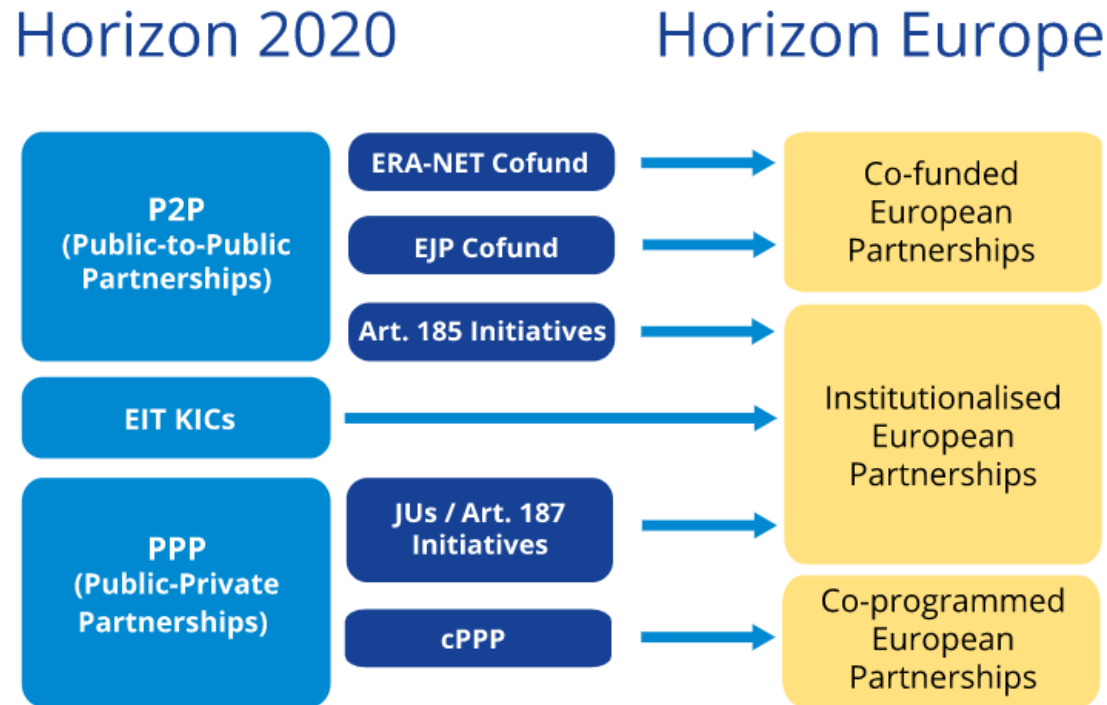 Horizon 2020
Horizon Europe
P2P
(Public-to-Public
Partnerships)
ERA-NET Cofund
EJP Cofund
Art. 185 Initiatives
Co-funded
European
Partnerships
EIT KICs
Institutionalised
European
Partnerships
PPP
(Public-Private
Partnerships)
JUs / Art. 187
Initiatives
cPPP
Co-programmed
European
Partnerships